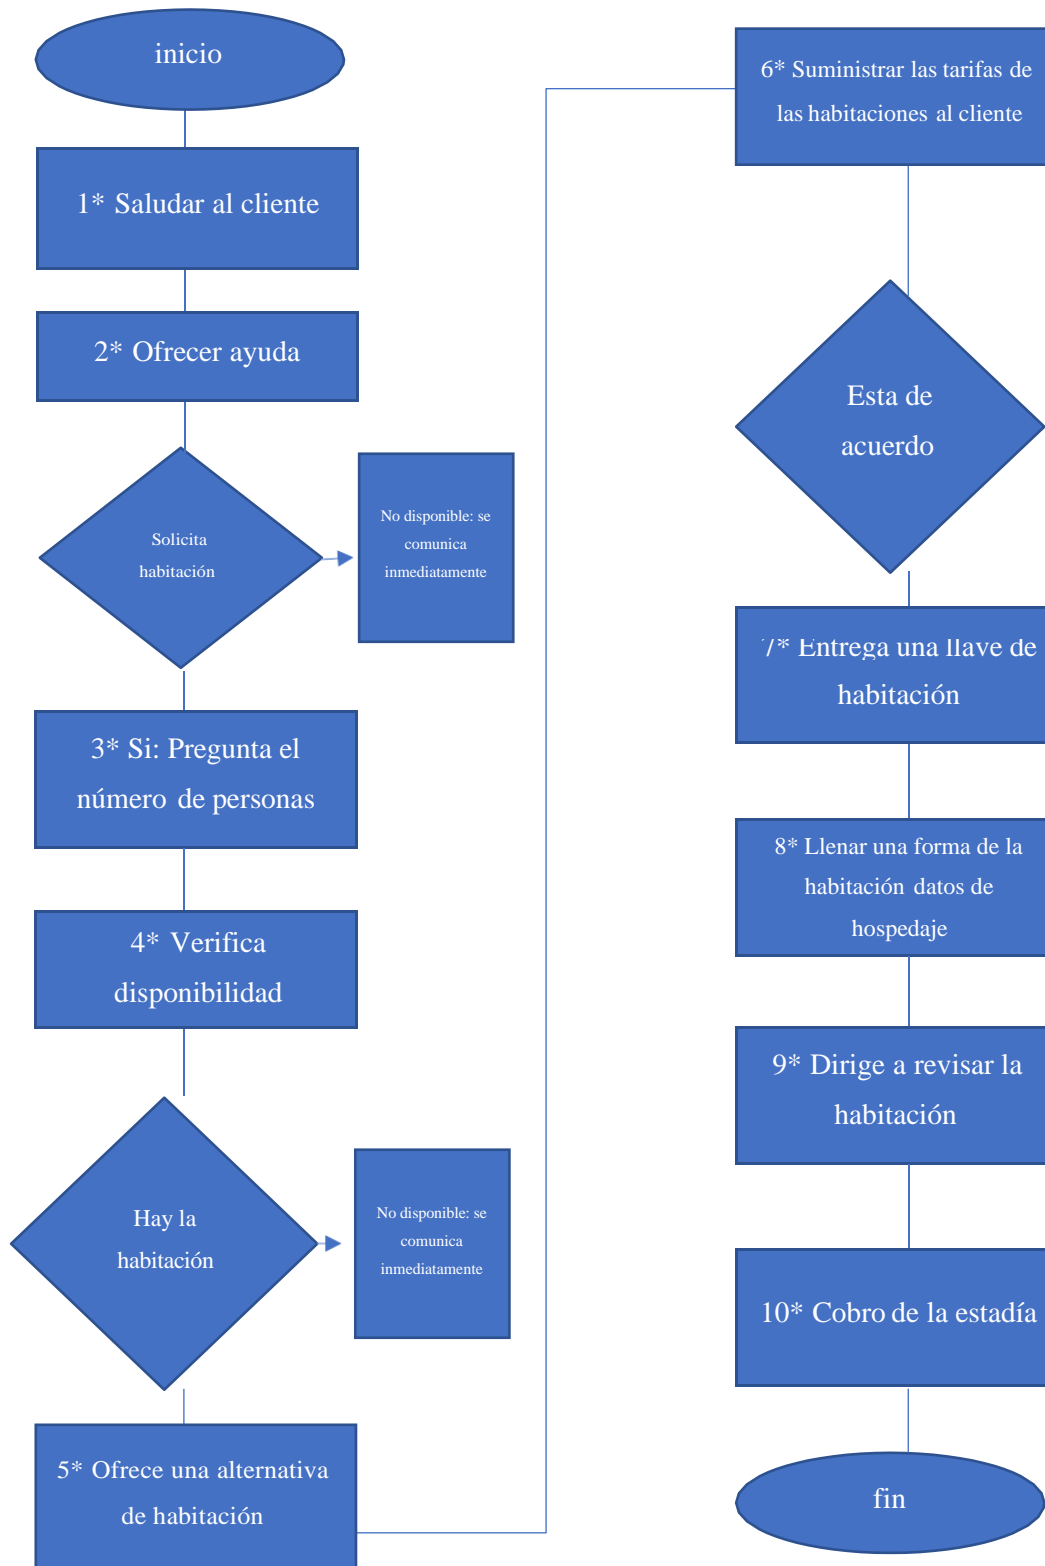 inicio
1* Saludar al cliente
2* Ofrecer ayuda
Solicita
habitación
No disponible: se
comunica
inmediatamente
3* Si: Pregunta el
número de personas
4* Verifica
disponibilidad
Hay la
habitación
No disponible: se
comunica
inmediatamente
5* Ofrece una alternativa
de habitación
6* Suministrar las tarifas de
las habitaciones al cliente
Esta de
acuerdo
7* Entrega una llave de
habitación
8* Llenar una forma de la
habitación datos de
hospedaje
9* Dirige a revisar la
habitación
10* Cobro de la estadía
fin